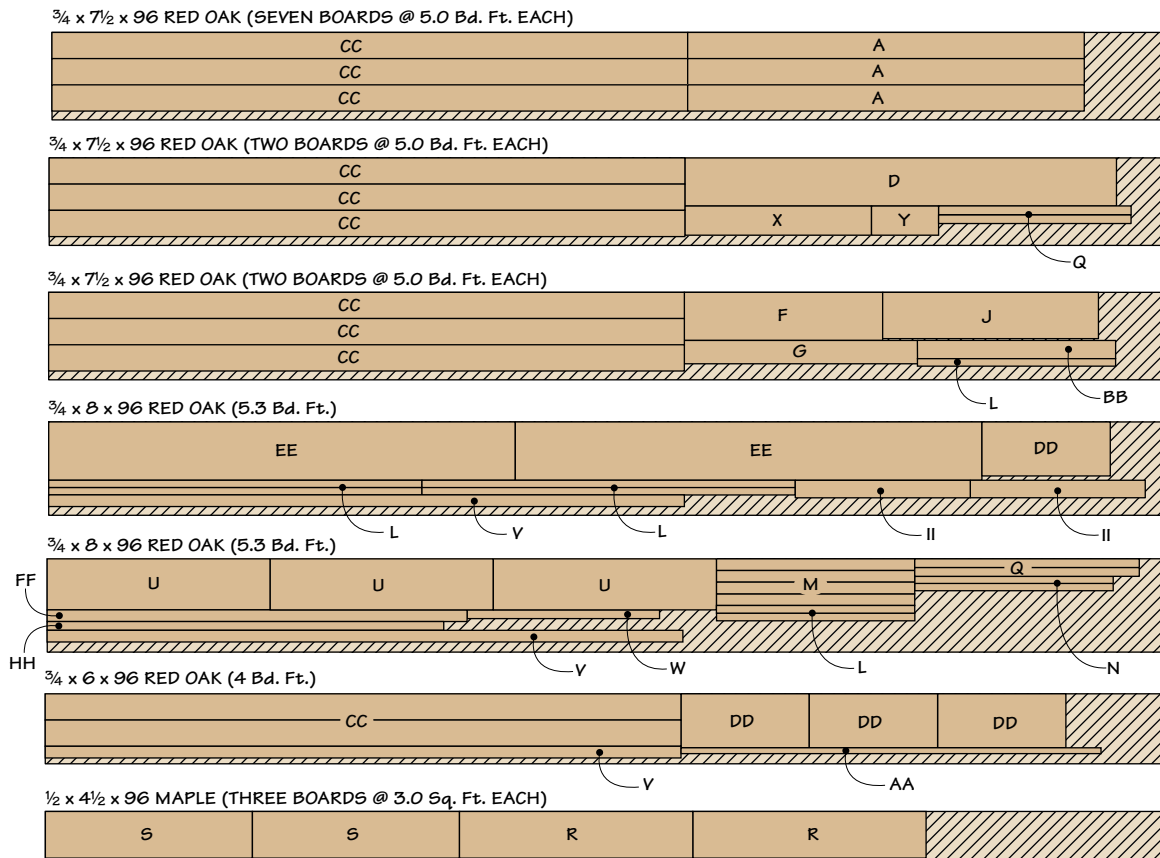 ¾ x 7½ x 96 RED OAK (SEVEN BOARDS @ 5.0 Bd. Ft. EACH)
CC A
CC A
CC A
¾ x 7½ x 96 RED OAK (TWO BOARDS @ 5.0 Bd. Ft. EACH)
CC
D
CC
CC X Y
Q
¾ x 7½ x 96 RED OAK (TWO BOARDS @ 5.0 Bd. Ft. EACH)
CC
F J
CC
CC G
L BB
¾ x 8 x 96 RED OAK (5.3 Bd. Ft.)
EE EE DD
L V L II II
¾ x 8 x 96 RED OAK (5.3 Bd. Ft.)
FF U U U M Q
HH V W L N
¾ x 6 x 96 RED OAK (4 Bd. Ft.)
CC DD DD DD
V AA
½ x 4½ x 96 MAPLE (THREE BOARDS @ 3.0 Sq. Ft. EACH)
S S R R